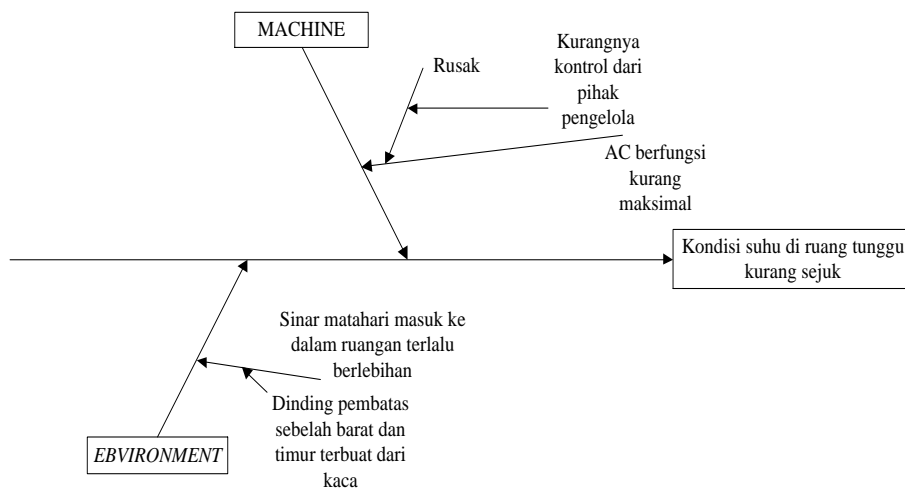 MACHINE
Rusak
Kurangnya
kontrol dari
pihak
pengelola
AC berfungsi
kurang
maksimal
Kondisi suhu di ruang tunggu
kurang sejuk
Sinar matahari masuk ke
dalam ruangan terlalu
berlebihan
Dinding pembatas
sebelah barat dan
timur terbuat dari
kaca
EBVIRONMENT